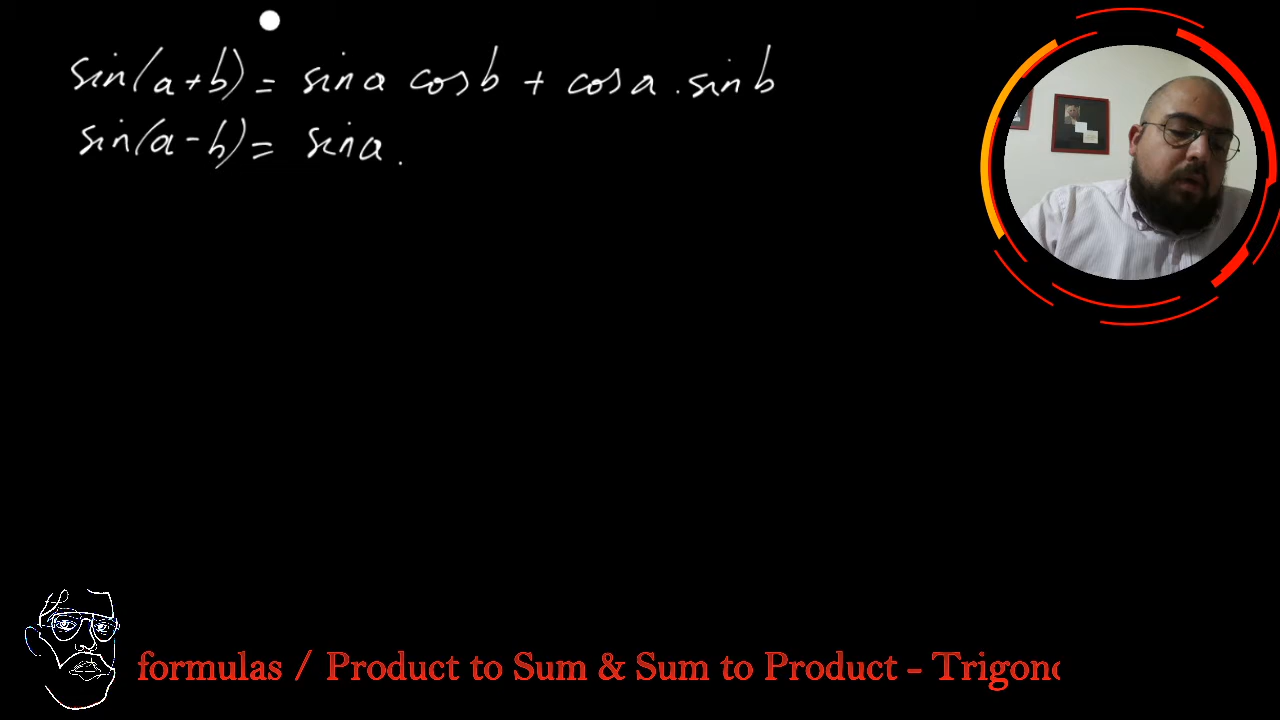 sin(a+b) = sina cosb + cosa . sinb
sin(a-b) = sina .
formulas / Product to Sum & Sum to Product - Trigono